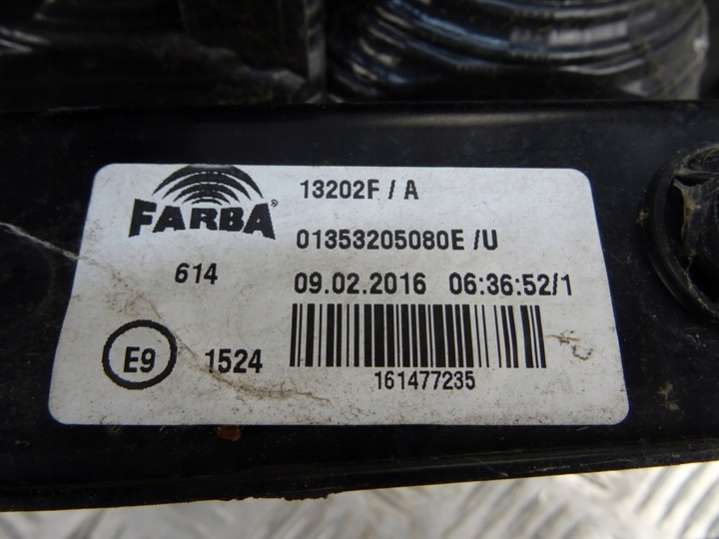 13202F / A
FARBA®
01353205080E /U
614
09.02.2016 06:36:52/1
E9 1524
161477235